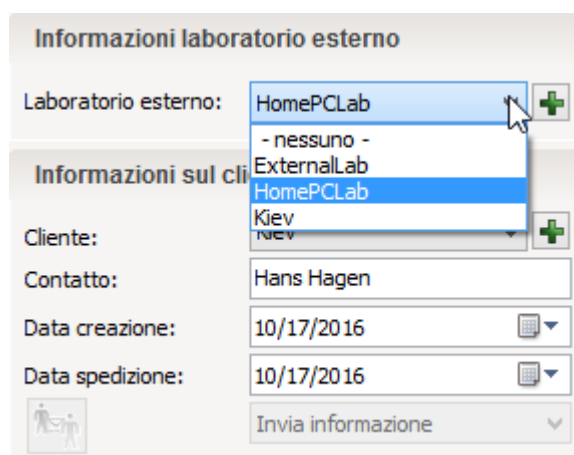 Informazioni laboratorio esterno
Laboratorio esterno: HomePCLab
- nessuno -
ExternalLab
HomePCLab
Kiev
Informazioni sul cli
Cliente: Kiev
Contatto: Hans Hagen
Data creazione: 10/17/2016
Data spedizione: 10/17/2016
Invia informazione